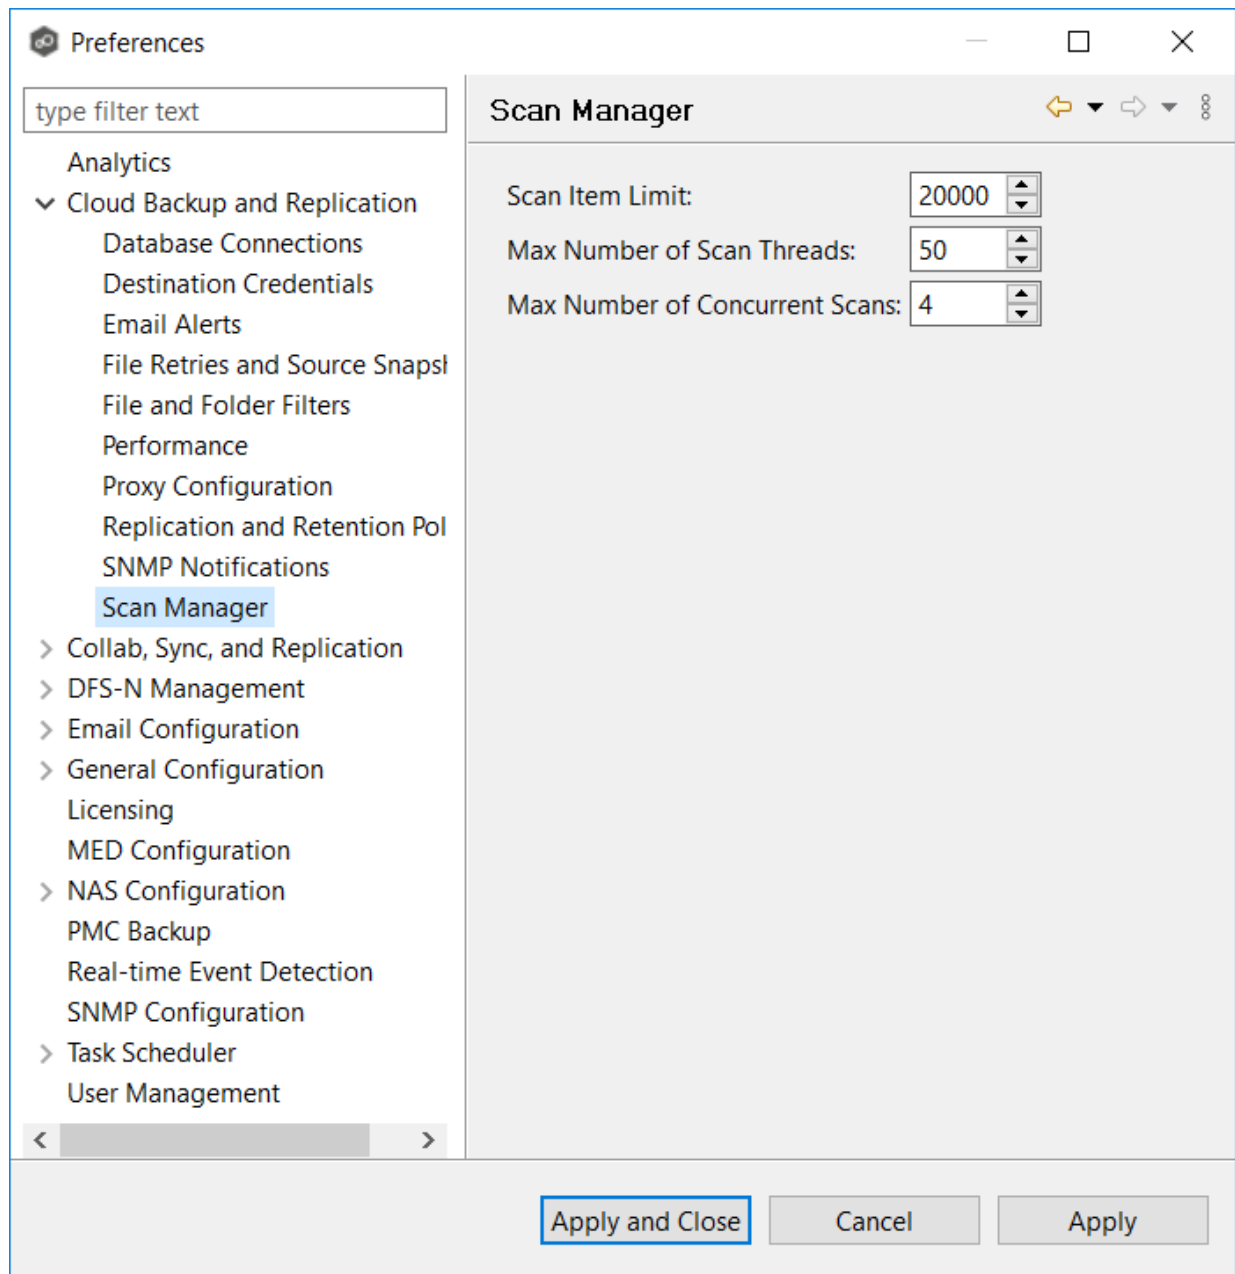 Preferences
type filter text
Analytics
Cloud Backup and Replication
Database Connections
Destination Credentials
Email Alerts
File Retries and Source Snapsh
File and Folder Filters
Performance
Proxy Configuration
Replication and Retention Pol
SNMP Notifications
Scan Manager
Collab, Sync, and Replication
DFS-N Management
Email Configuration
General Configuration
Licensing
MED Configuration
NAS Configuration
PMC Backup
Real-time Event Detection
SNMP Configuration
Task Scheduler
User Management
Scan Manager
Scan Item Limit: 20000
Max Number of Scan Threads: 50
Max Number of Concurrent Scans: 4
Apply and Close Cancel Apply